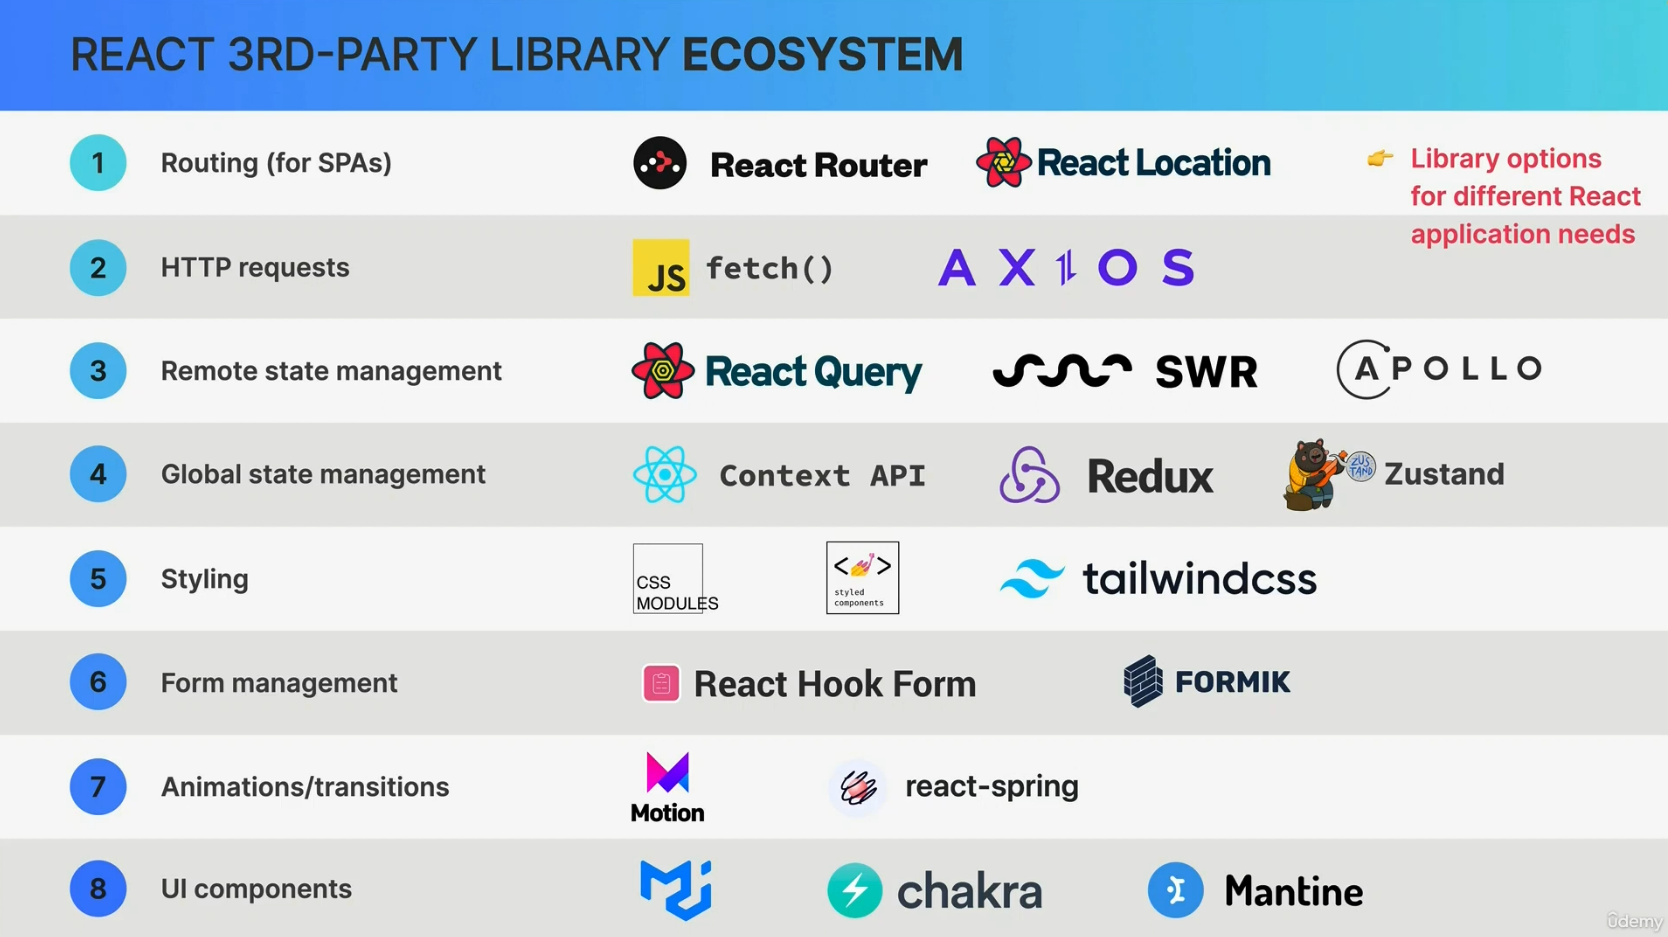 REACT 3RD-PARTY LIBRARY ECOSYSTEM
1 Routing (for SPAs) React Router React Location
👉 Library options
for different React
application needs
2 HTTP requests JS fetch() AXIOS
3 Remote state management React Query SWR APOLLO
4 Global state management Context API Redux ZUSTAND Zustand
5 Styling CSS MODULES <> styled components tailwindcss
6 Form management React Hook Form FORMIK
7 Animations/transitions Motion react-spring
8 UI components chakra Mantine
ûdemy